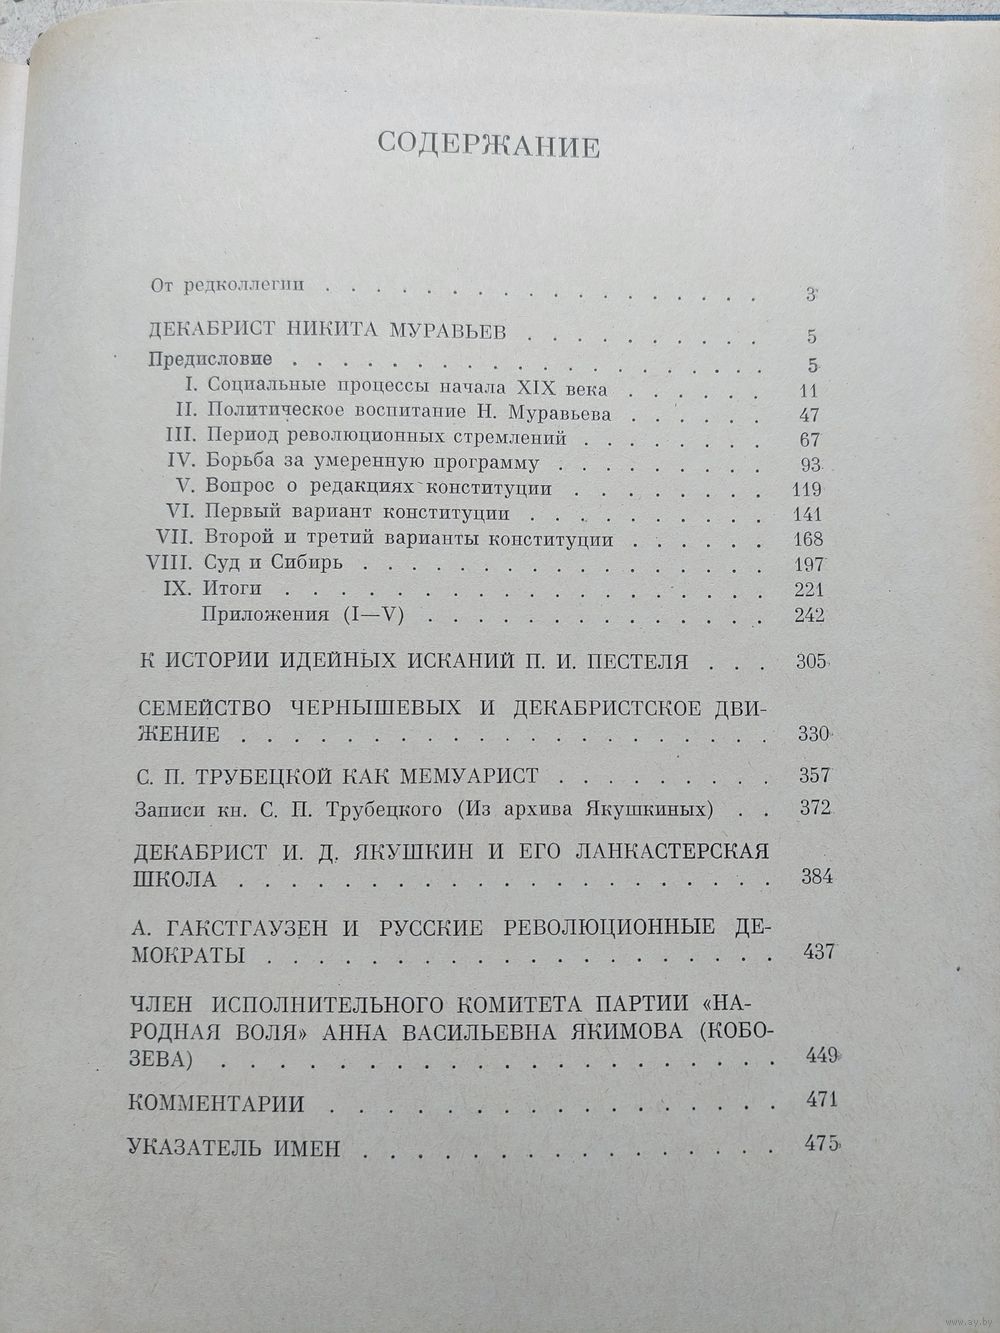 СОДЕРЖАНИЕ
От редколлегии . . . . . . . . . . . . . . . . . . 3
ДЕКАБРИСТ НИКИТА МУРАВЬЕВ . . . . . . . . . . 5
Предисловие . . . . . . . . . . . . . . . . . . . 5
I. Социальные процессы начала XIX века . . . . . . 11
II. Политическое воспитание Н. Муравьева . . . . . . 47
III. Период революционных стремлений . . . . . . . . 67
IV. Борьба за умеренную программу . . . . . . . . . 93
V. Вопрос о редакциях конституции . . . . . . . . 119
VI. Первый вариант конституции . . . . . . . . . . 141
VII. Второй и третий варианты конституции . . . . . . 168
VIII. Суд и Сибирь . . . . . . . . . . . . . . . . 197
IX. Итоги . . . . . . . . . . . . . . . . . . . 221
Приложения (I—V) . . . . . . . . . . . . . . 242
К ИСТОРИИ ИДЕЙНЫХ ИСКАНИЙ П. И. ПЕСТЕЛЯ . . . 305
СЕМЕЙСТВО ЧЕРНЫШЕВЫХ И ДЕКАБРИСТСКОЕ ДВИ-
ЖЕНИЕ . . . . . . . . . . . . . . . . . . . . 330
С. П. ТРУБЕЦКОЙ КАК МЕМУАРИСТ . . . . . . . . . 357
Записи кн. С. П. Трубецкого (Из архива Якушкиных) . . 372
ДЕКАБРИСТ И. Д. ЯКУШКИН И ЕГО ЛАНКАСТЕРСКАЯ
ШКОЛА . . . . . . . . . . . . . . . . . . . . . 384
А. ГАКСТГАУЗЕН И РУССКИЕ РЕВОЛЮЦИОННЫЕ ДЕ-
МОКРАТЫ . . . . . . . . . . . . . . . . . . . . 437
ЧЛЕН ИСПОЛНИТЕЛЬНОГО КОМИТЕТА ПАРТИИ «НА-
РОДНАЯ ВОЛЯ» АННА ВАСИЛЬЕВНА ЯКИМОВА (КОБО-
ЗЕВА) . . . . . . . . . . . . . . . . . . . . 449
КОММЕНТАРИИ . . . . . . . . . . . . . . . . . . 471
УКАЗАТЕЛЬ ИМЕН . . . . . . . . . . . . . . . . 475
www.ay.by